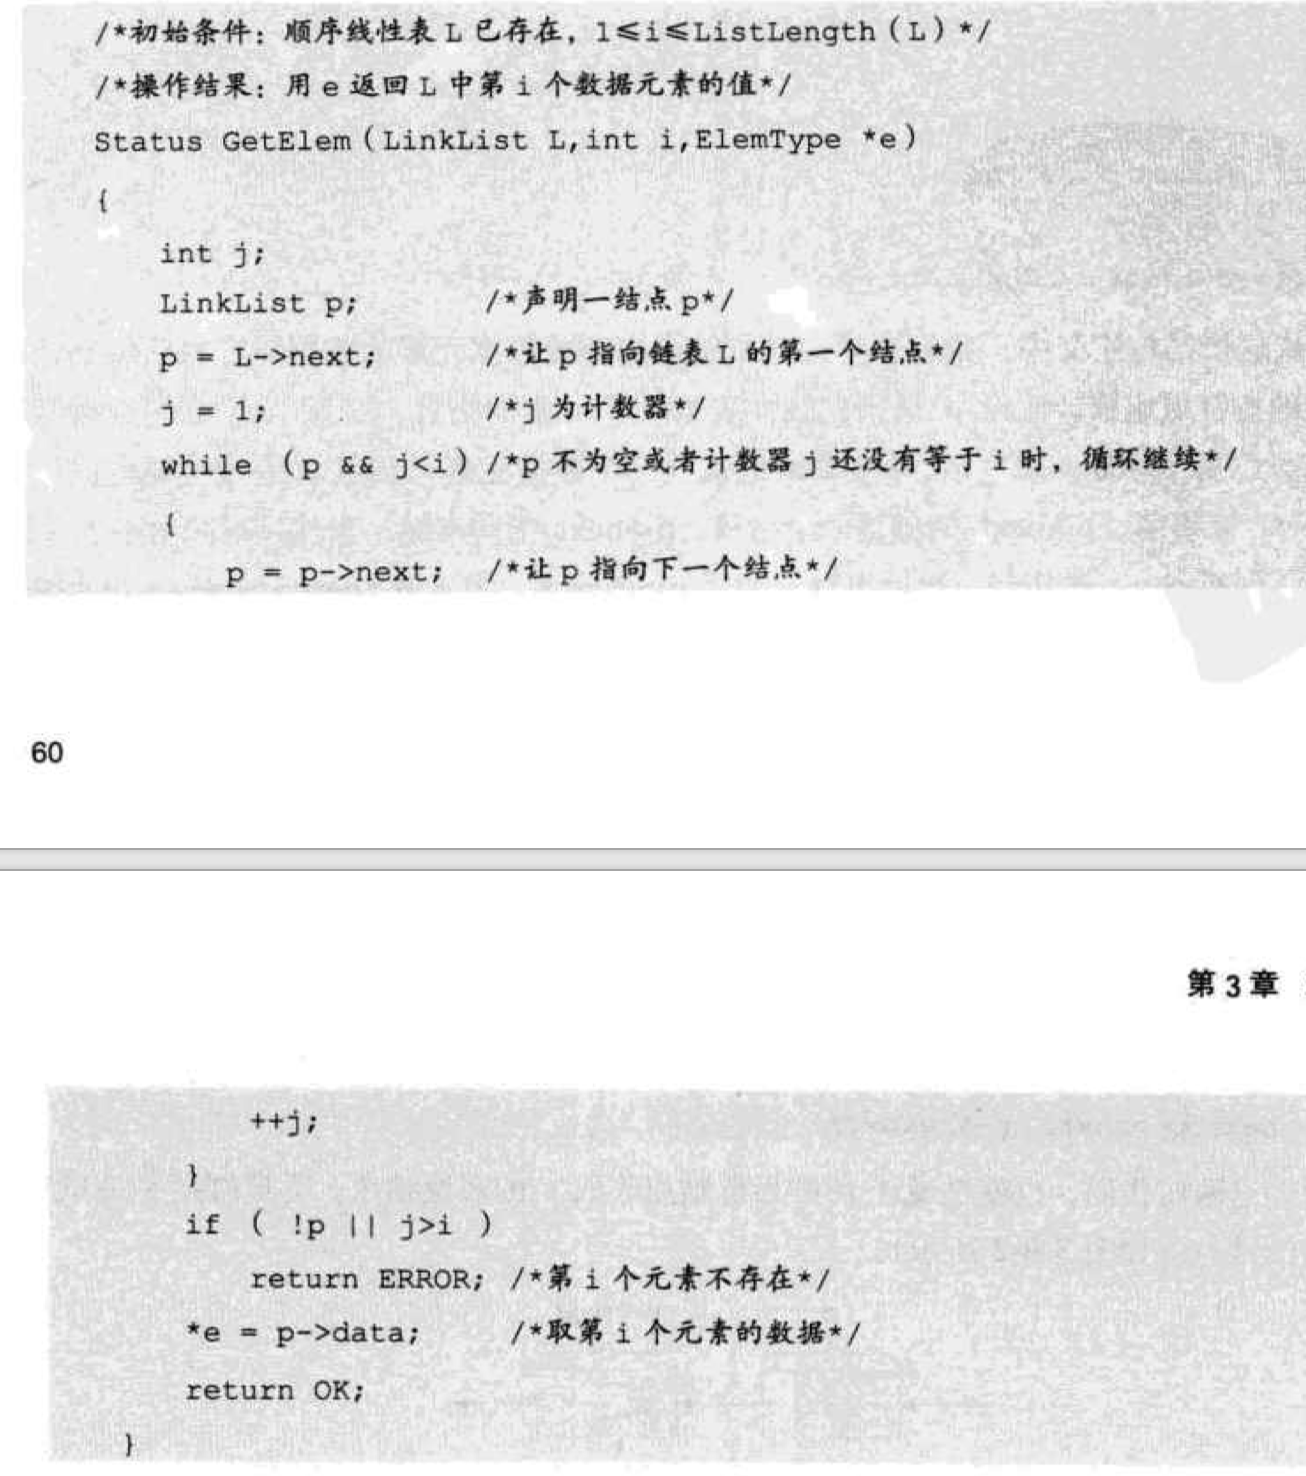 /*初始条件：顺序线性表 L 已存在，1≤i≤ListLength(L)*/
/*操作结果：用 e 返回 L 中第 i 个数据元素的值*/
Status GetElem(LinkList L,int i,ElemType *e)
{
int j;
LinkList p; /*声明一结点 p*/
p = L->next; /*让 p 指向链表 L 的第一个结点*/
j = 1; /*j 为计数器*/
while (p && j<i) /*p 不为空或者计数器 j 还没有等于 i 时，循环继续*/
{
p = p->next; /*让 p 指向下一个结点*/
60
第 3 章
++j;
}
if ( !p || j>i )
return ERROR; /*第 i 个元素不存在*/
*e = p->data; /*取第 i 个元素的数据*/
return OK;
}